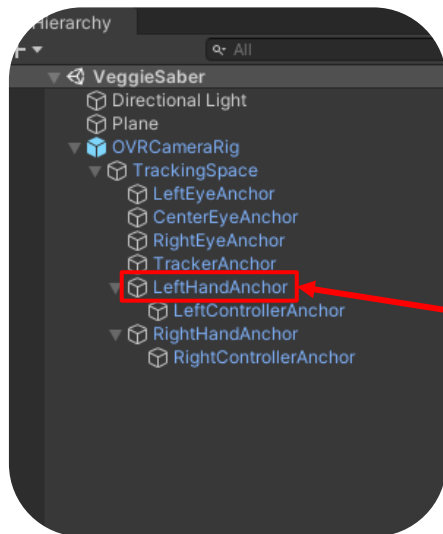 Hierarchy
All
VeggieSaber
Directional Light
Plane
OVRCameraRig
TrackingSpace
LeftEyeAnchor
CenterEyeAnchor
RightEyeAnchor
TrackerAnchor
LeftHandAnchor
LeftControllerAnchor
RightHandAnchor
RightControllerAnchor